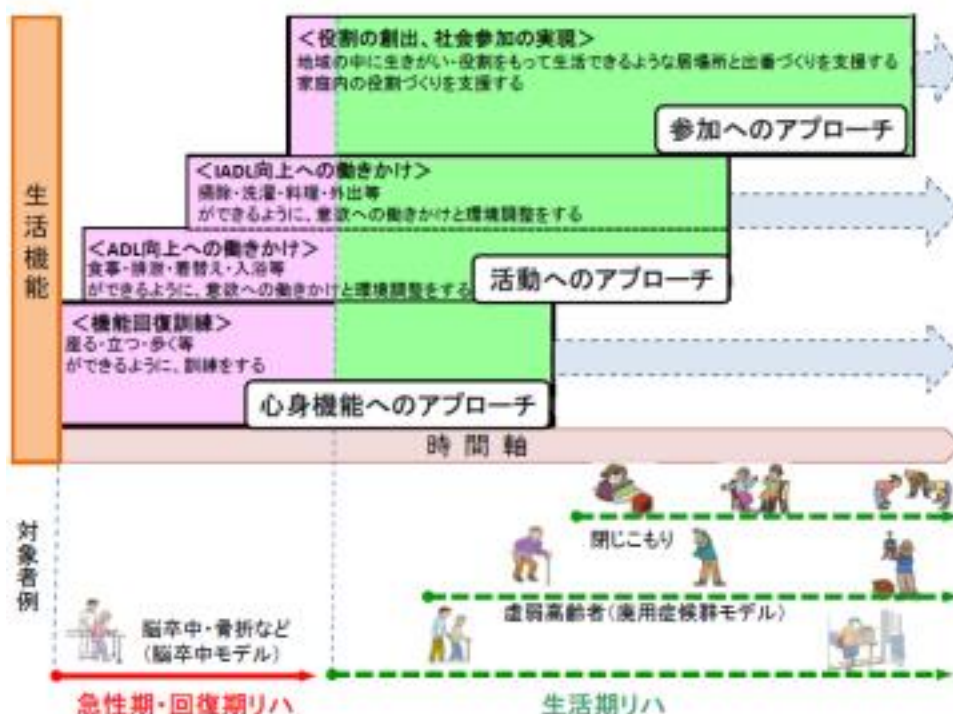 生活機能
＜役割の創出、社会参加の実現＞
地域の中に生きがい・役割をもって生活できるような居場所と出番づくりを支援する
家庭内の役割づくりを支援する
参加へのアプローチ
＜IADL向上への働きかけ＞
掃除・洗濯・料理・外出等
ができるように、意欲への働きかけと環境調整をする
＜ADL向上への働きかけ＞
食事・排泄・着替え・入浴等
ができるように、意欲への働きかけと環境調整をする
活動へのアプローチ
＜機能回復訓練＞
座る・立つ・歩く等
ができるように、訓練をする
心身機能へのアプローチ
時間軸
対象者例
閉じこもり
虚弱高齢者（廃用症候群モデル）
脳卒中・骨折など
（脳卒中モデル）
急性期・回復期リハ
生活期リハ